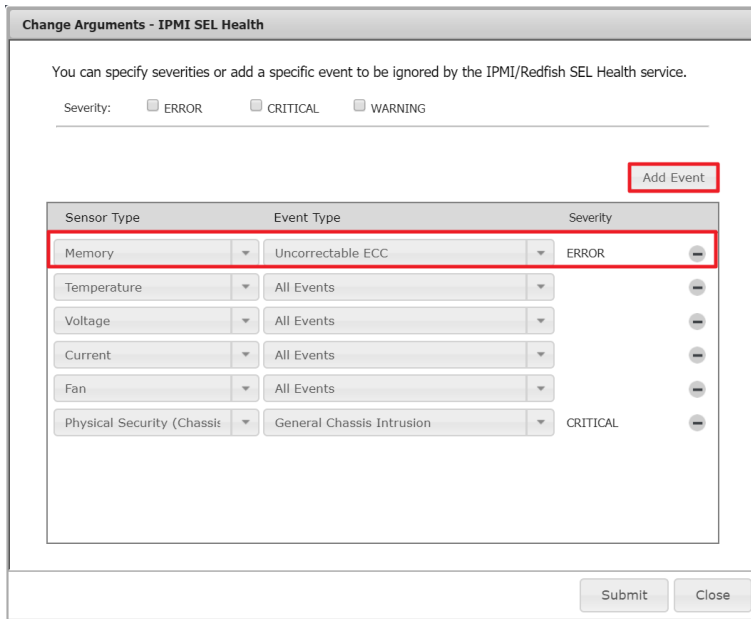 Change Arguments - IPMI SEL Health
You can specify severities or add a specific event to be ignored by the IPMI/Redfish SEL Health service.
Severity: ERROR CRITICAL WARNING
Add Event
Sensor Type Event Type Severity
Memory Uncorrectable ECC ERROR
Temperature All Events
Voltage All Events
Current All Events
Fan All Events
Physical Security (Chassis General Chassis Intrusion CRITICAL
Submit Close